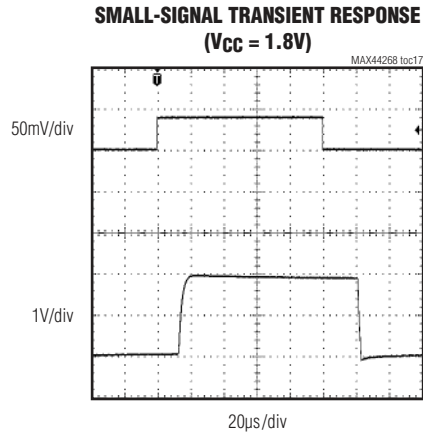 SMALL-SIGNAL TRANSIENT RESPONSE
(VCC = 1.8V)
MAX44268 toc17
T
50mV/div
1V/div
20µs/div